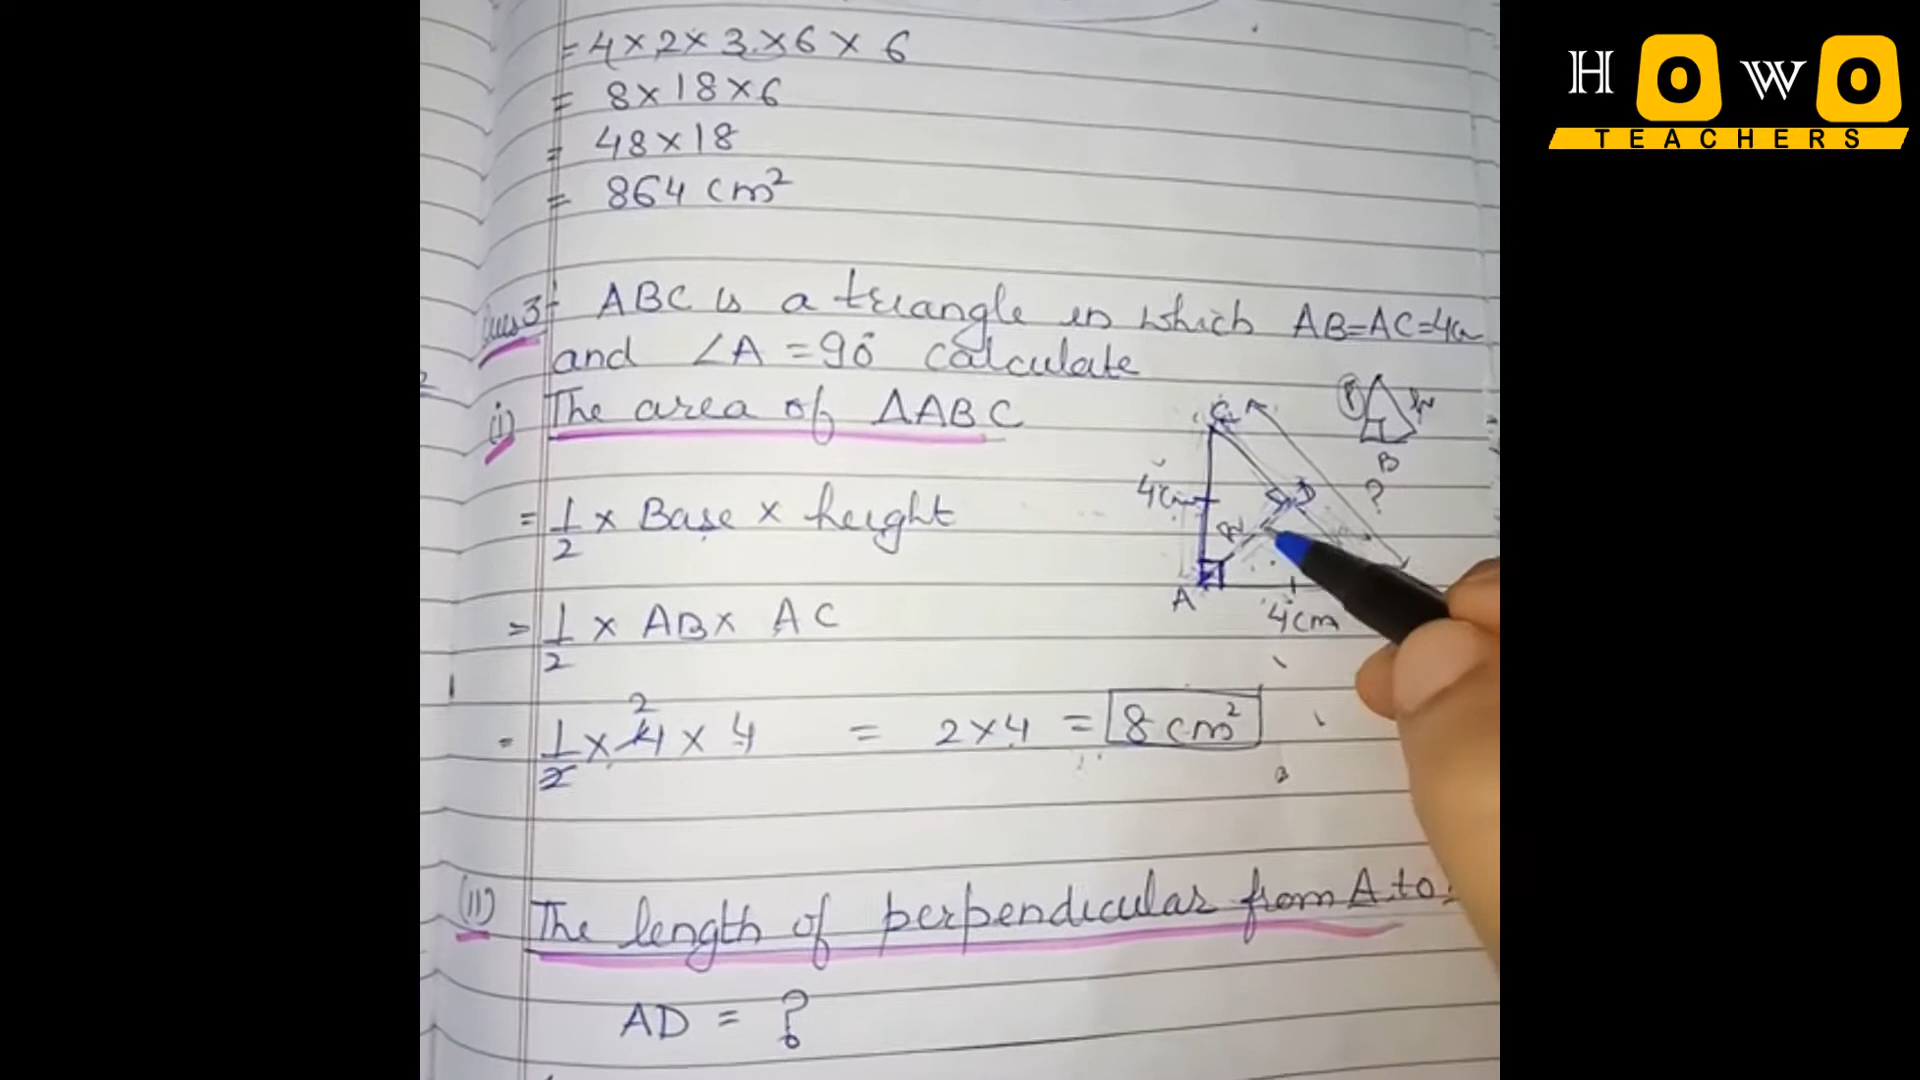 = 4 × 2 × 3 × 6 × 6
= 8 × 18 × 6
= 48 × 18
= 864 cm²
Ques 3 ABC is a triangle in which AB=AC=4cm
and ∠A = 90° calculate
(i) The area of ΔABC
= 1/2 × Base × height
= 1/2 × AB × AC
= 1/2 × 4 × 4 = 2 × 4 = 8 cm²
2
(ii) The length of perpendicular from A to
AD = ?
C
4cm
D
A
4cm
?
P
B
HOWO
TEACHERS